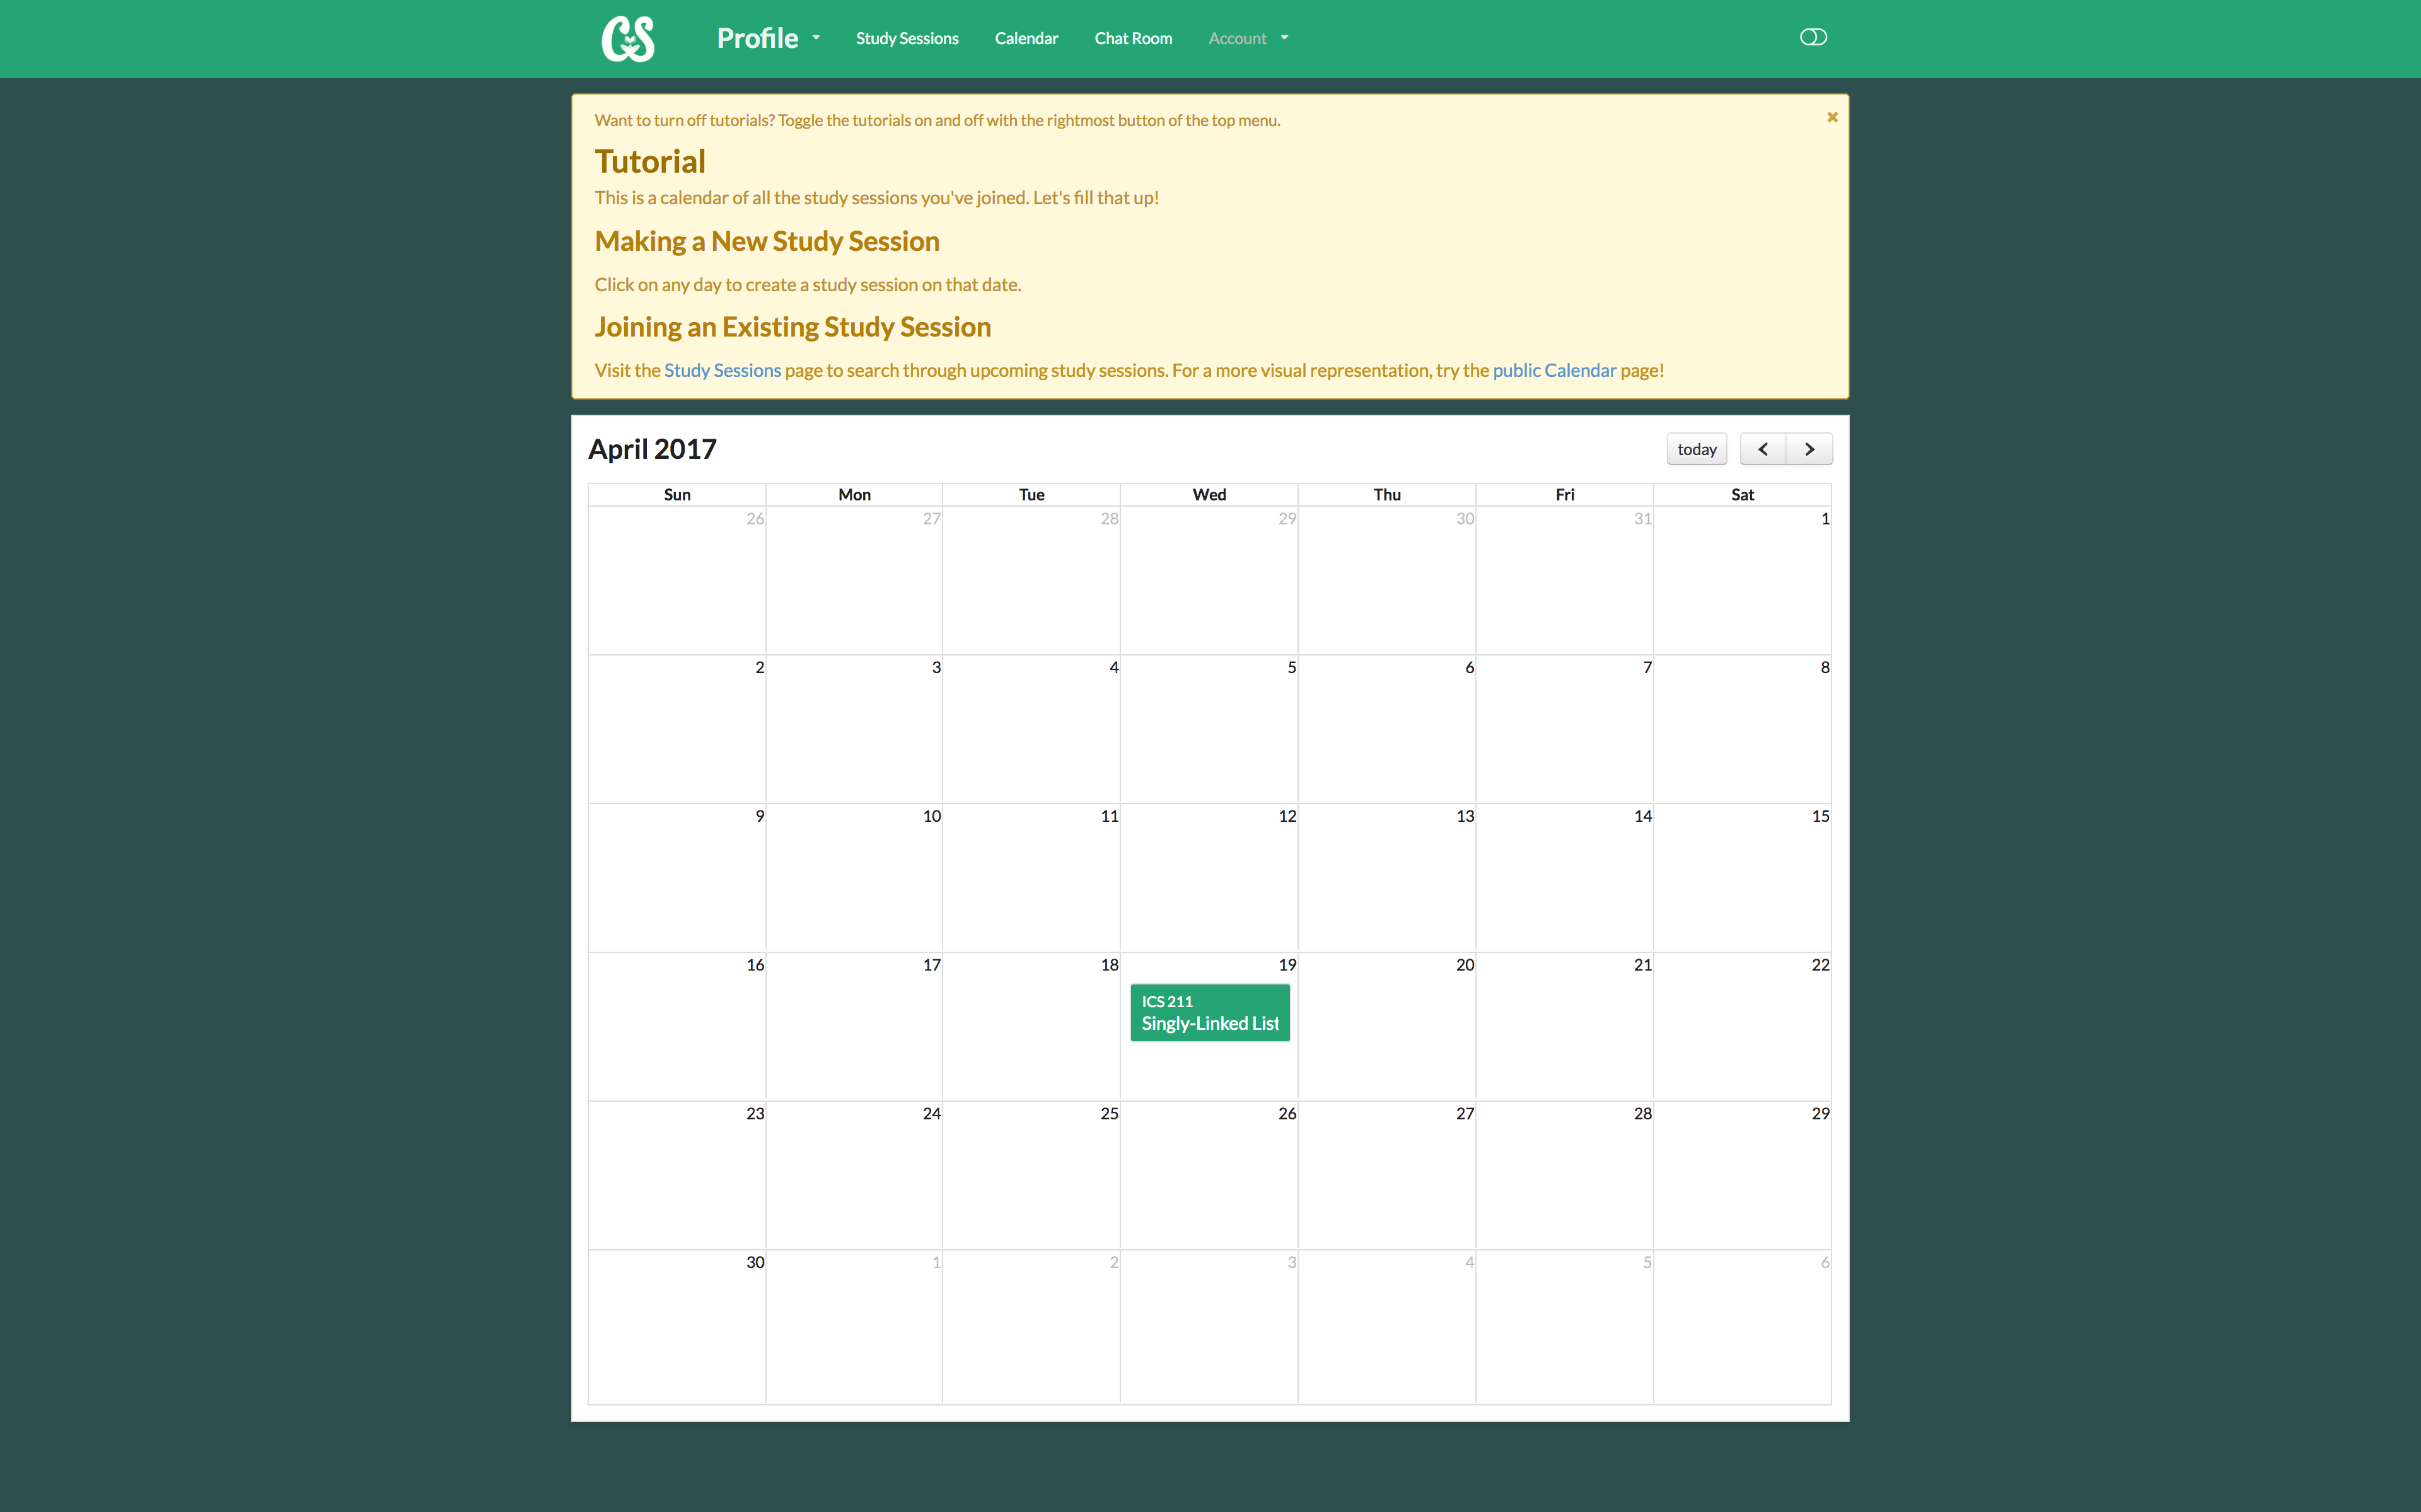 CS
Profile Study Sessions Calendar Chat Room Account
Want to turn off tutorials? Toggle the tutorials on and off with the rightmost button of the top menu.
Tutorial
This is a calendar of all the study sessions you've joined. Let's fill that up!
Making a New Study Session
Click on any day to create a study session on that date.
Joining an Existing Study Session
Visit the Study Sessions page to search through upcoming study sessions. For a more visual representation, try the public Calendar page!
April 2017 today
Sun Mon Tue Wed Thu Fri Sat
26 27 28 29 30 31 1
2 3 4 5 6 7 8
9 10 11 12 13 14 15
16 17 18 19 20 21 22
ICS 211
Singly-Linked List
23 24 25 26 27 28 29
30 1 2 3 4 5 6